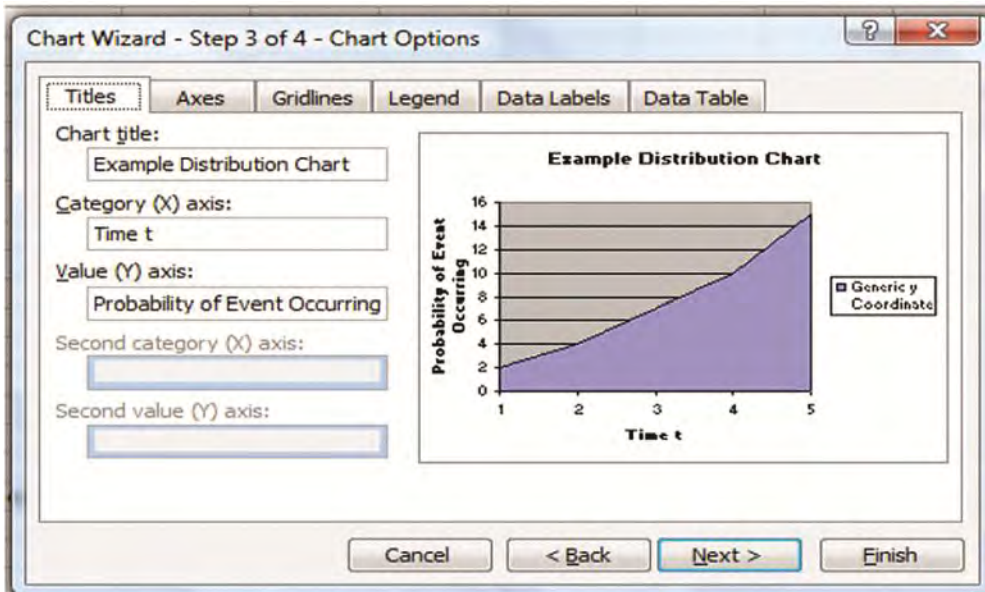 Chart Wizard - Step 3 of 4 - Chart Options
Titles Axes Gridlines Legend Data Labels Data Table
Chart title:
Example Distribution Chart
Category (X) axis:
Time t
Value (Y) axis:
Probability of Event Occurring
Second category (X) axis:
Second value (Y) axis:
Example Distribution Chart
Probability of Event
Occurring
16
14
12
10
8
6
4
2
0
1 2 3 4 5
Time t
Generic y
Coordinate
Cancel < Back Next > Finish